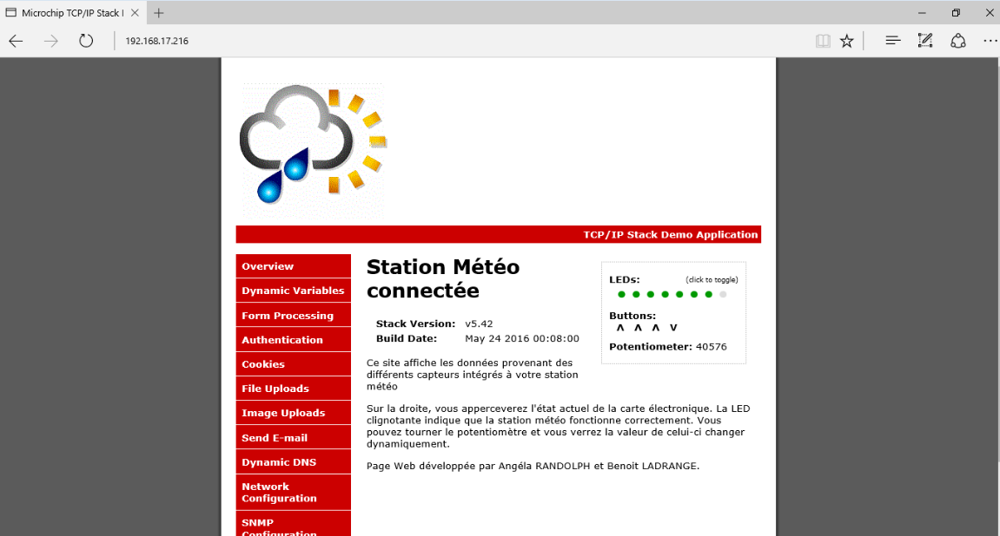 Microchip TCP/IP Stack I
192.168.17.216
TCP/IP Stack Demo Application
Overview
Dynamic Variables
Form Processing
Authentication
Cookies
File Uploads
Image Uploads
Send E-mail
Dynamic DNS
Network
Configuration
SNMP
Configuration
Station Météo
connectée
Stack Version: v5.42
Build Date: May 24 2016 00:08:00
Ce site affiche les données provenant des
différents capteurs intégrés à votre station
météo
Sur la droite, vous apperceverez l'état actuel de la carte électronique. La LED
clignotante indique que la station météo fonctionne correctement. Vous
pouvez tourner le potentiomètre et vous verrez la valeur de celui-ci changer
dynamiquement.
Page Web développée par Angéla RANDOLPH et Benoit LADRANGE.
LEDs: (click to toggle)
Buttons:
Λ Λ Λ V
Potentiometer: 40576